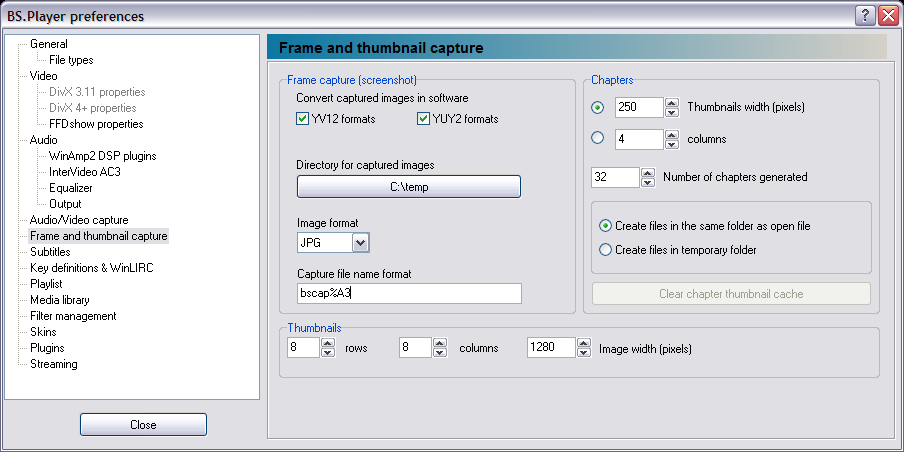 BS.Player preferences
General
File types
Video
DivX 3.11 properties
DivX 4+ properties
FFDshow properties
Audio
WinAmp2 DSP plugins
InterVideo AC3
Equalizer
Output
Audio/Video capture
Frame and thumbnail capture
Subtitles
Key definitions & WinLIRC
Playlist
Media library
Filter management
Skins
Plugins
Streaming
Close
Frame and thumbnail capture
Frame capture (screenshot)
Convert captured images in software
YV12 formats YUY2 formats
Directory for captured images
C:\temp
Image format
JPG
Capture file name format
bscap%A3
Chapters
250 Thumbnails width (pixels)
4 columns
32 Number of chapters generated
Create files in the same folder as open file
Create files in temporary folder
Clear chapter thumbnail cache
Thumbnails
8 rows 8 columns 1280 Image width (pixels)